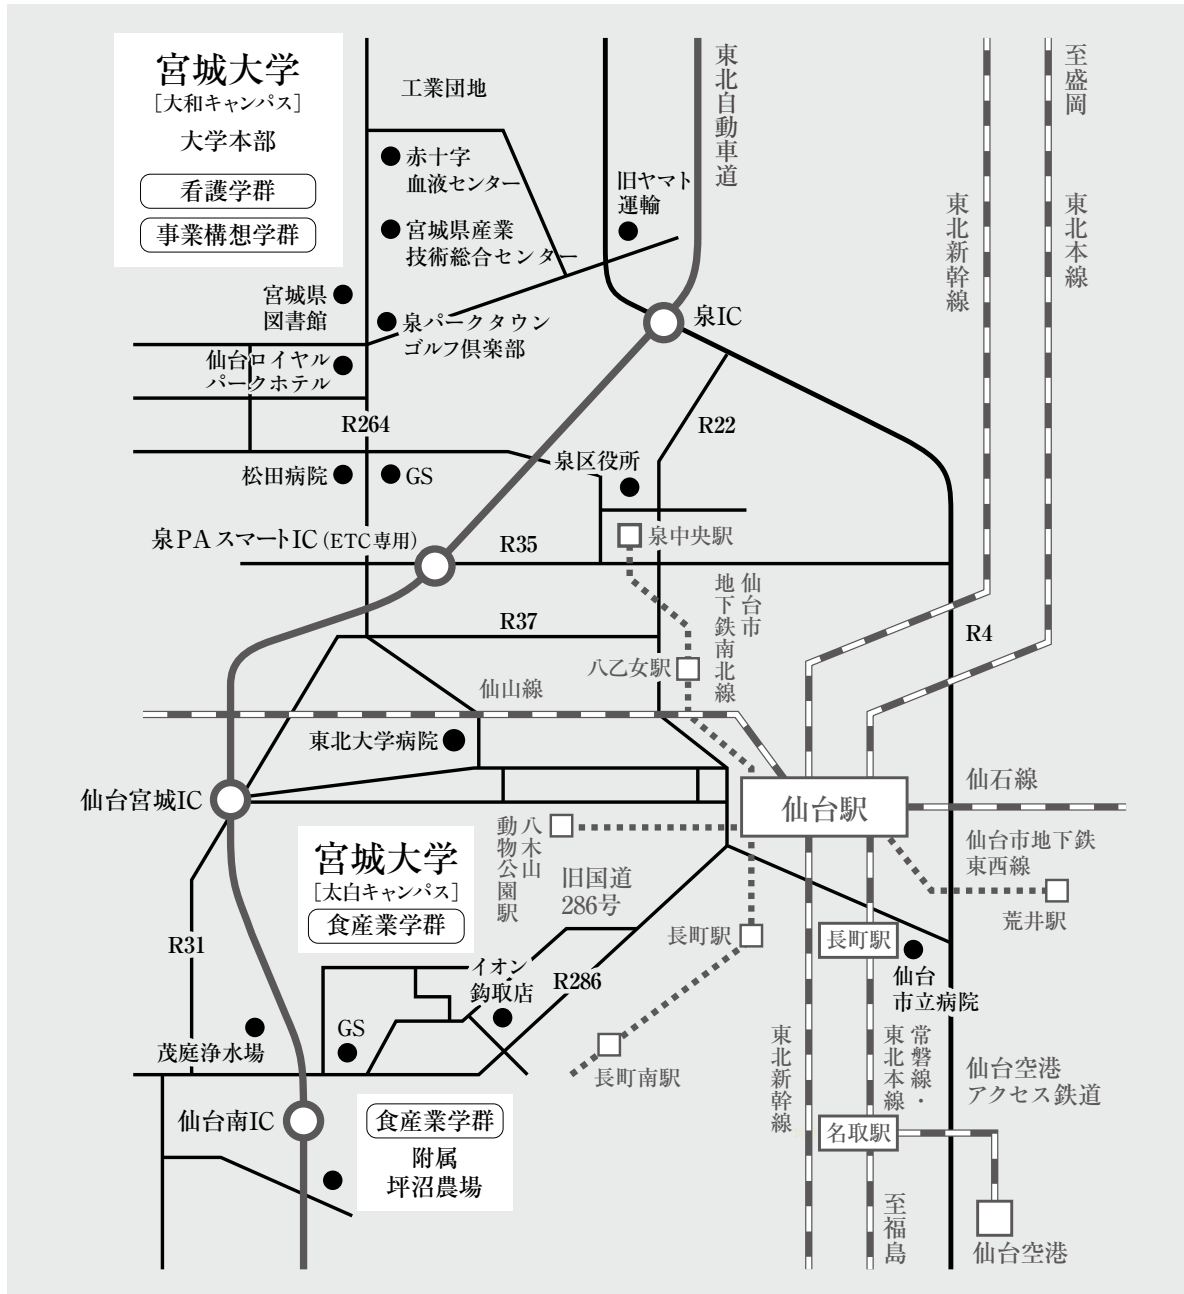 宮城大学
［大和キャンパス］
大学本部
看護学群
事業構想学群
工業団地
赤十字
血液センター
宮城県産業
技術総合センター
旧ヤマト
運輸
東北自動車道
至盛岡
東北新幹線
東北本線
宮城県
図書館
泉パークタウン
ゴルフ倶楽部
泉IC
仙台ロイヤル
パークホテル
R264
R22
松田病院
GS
泉区役所
泉中央駅
泉PAスマートIC（ETC専用）
R35
仙台市
地下鉄南北線
R37
R4
八乙女駅
仙山線
東北大学病院
仙台宮城IC
仙台駅
仙石線
八木山
動物公園駅
仙台市地下鉄
東西線
荒井駅
宮城大学
［太白キャンパス］
食産業学群
旧国道
286号
長町駅
長町駅
R31
イオン
鈎取店
R286
仙台
市立病院
GS
茂庭浄水場
長町南駅
東北新幹線
常磐線・
東北本線
仙台空港
アクセス鉄道
仙台南IC
食産業学群
附属
坪沼農場
名取駅
至福島
仙台空港